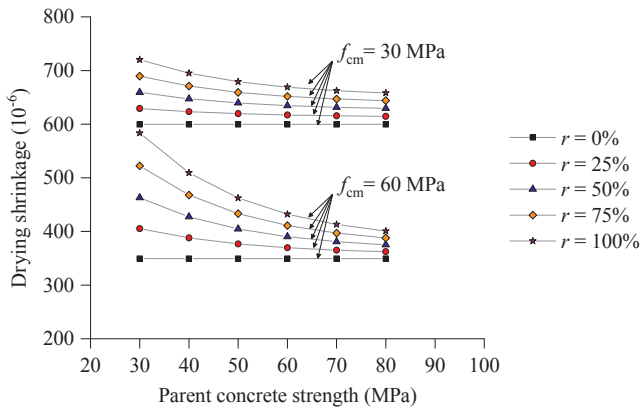 800
700
600
500
400
300
200
Drying shrinkage (10⁻⁶)
f_cm = 30 MPa
f_cm = 60 MPa
r = 0%
r = 25%
r = 50%
r = 75%
r = 100%
20 30 40 50 60 70 80 90 100
Parent concrete strength (MPa)